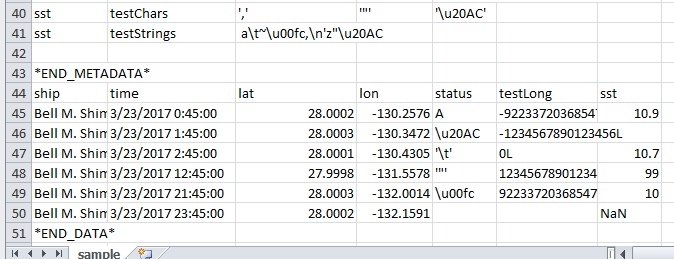 40 sst testChars ',' '"' '\u20AC'
41 sst testStrings a\t~\u00fc,\n'z"\u20AC
42
43 *END_METADATA*
44 ship time lat lon status testLong sst
45 Bell M. Shim 3/23/2017 0:45:00 28.0002 -130.2576 A -9223372036854 10.9
46 Bell M. Shim 3/23/2017 1:45:00 28.0003 -130.3472 \u20AC -1234567890123456L
47 Bell M. Shim 3/23/2017 2:45:00 28.0001 -130.4305 '\t' 0L 10.7
48 Bell M. Shim 3/23/2017 12:45:00 27.9998 -131.5578 '"' 12345678901234 99
49 Bell M. Shim 3/23/2017 21:45:00 28.0003 -132.0014 \u00fc 92233720368547 10
50 Bell M. Shim 3/23/2017 23:45:00 28.0002 -132.1591 NaN
51 *END_DATA*
sample